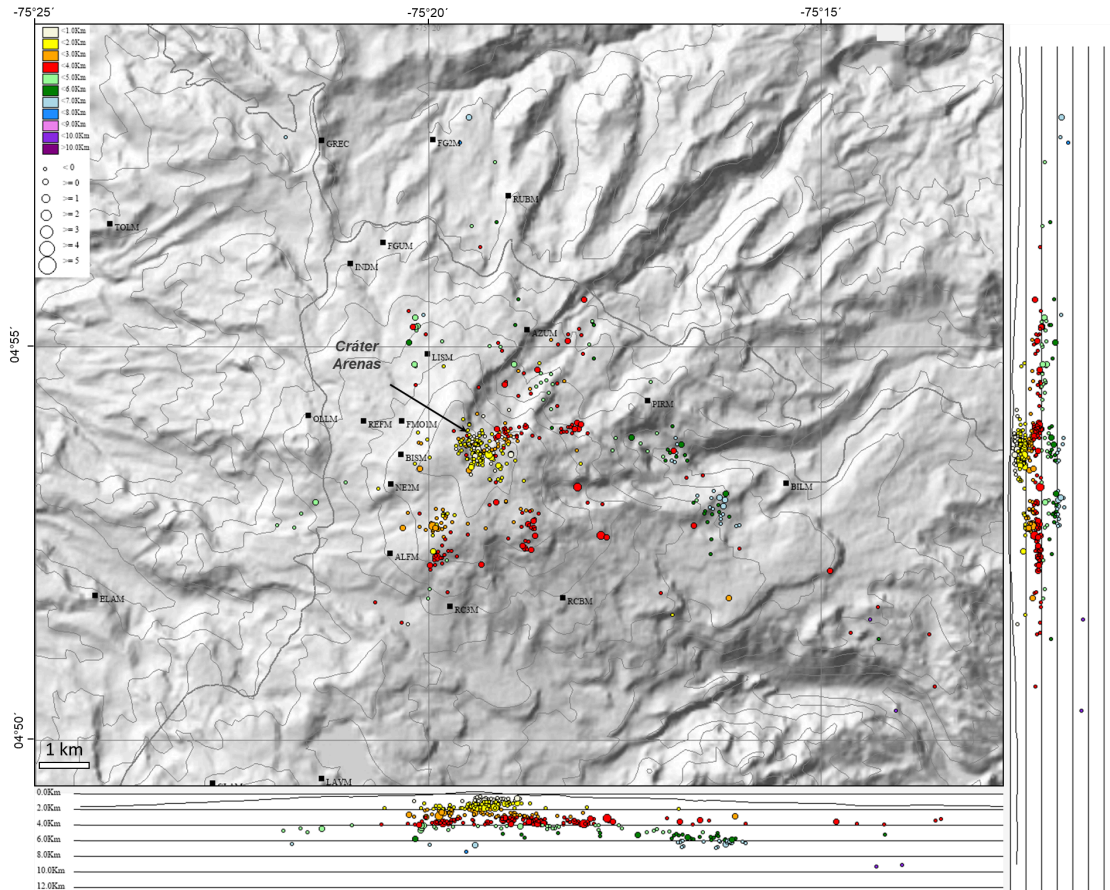 -75°25´ -75°20´ -75°15´
<1.0Km
<2.0Km
<3.0Km
<4.0Km
<5.0Km
<6.0Km
<7.0Km
<8.0Km
<9.0Km
<10.0Km
>10.0Km
< 0
>= 0
>= 1
>= 2
>= 3
>= 4
>= 5
GREC
FG2M
RUBM
TOLM
FGUM
INDM
AZUM
04°55´
Cráter
Arenas
LISM
PIRM
OLLM
REFM
FMO1M
BISM
NE2M
BILM
ALFM
ELAM
RC3M
RCBM
04°50´
1 km
LAVM
0.0Km
2.0Km
4.0Km
6.0Km
8.0Km
10.0Km
12.0Km